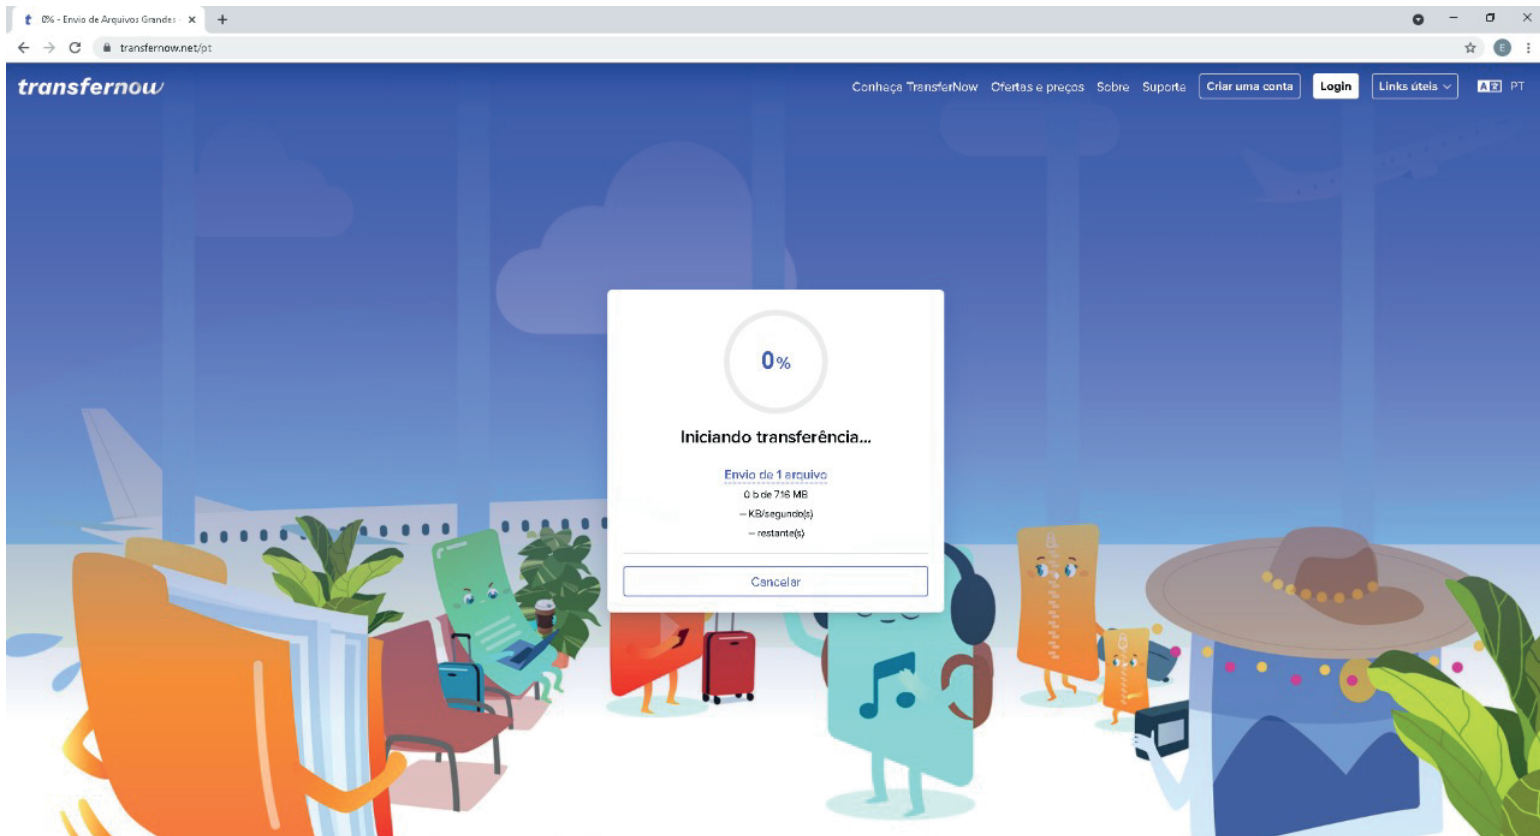 0% - Envio de Arquivos Grandes -
transfernow.net/pt
E
transfernow
Conheça TransferNow Ofertas e preços Sobre Suporte Criar uma conta Login Links úteis PT
0%
Iniciando transferência...
Envio de 1 arquivo
0 b de 716 MB
-- KB/segundo(s)
-- restante(s)
Cancelar